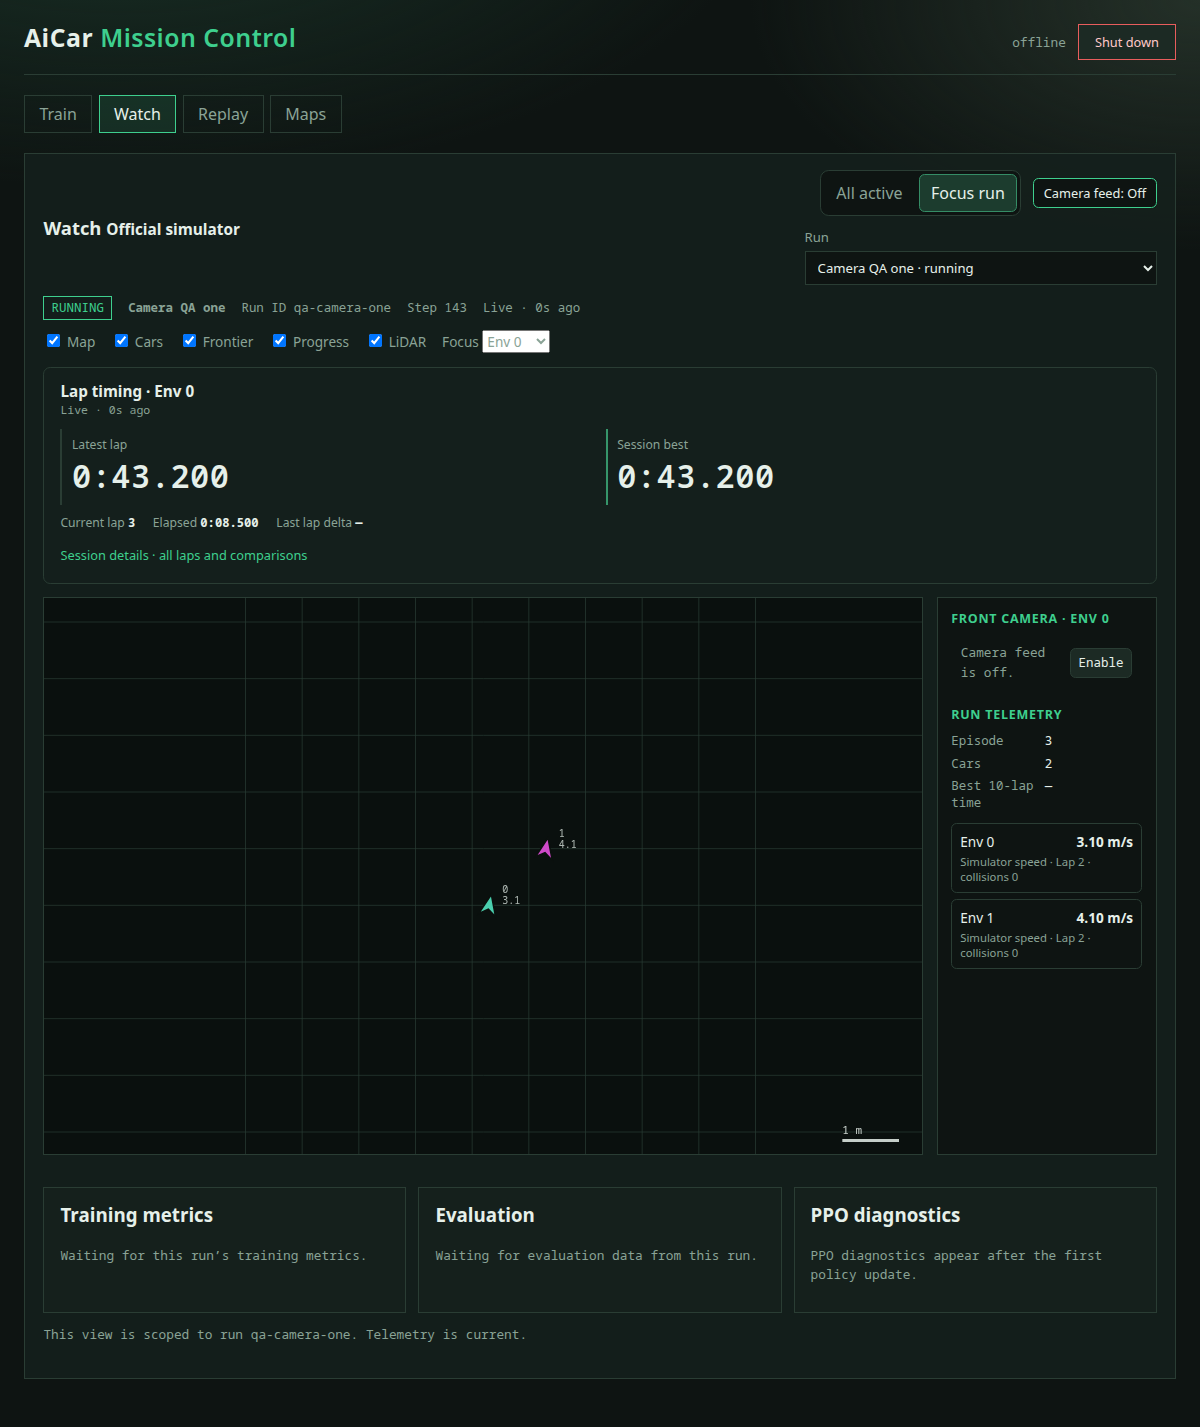 AiCar Mission Control
offline
Shut down
Train
Watch
Replay
Maps
All active
Focus run
Camera feed: Off
Watch Official simulator
Run
Camera QA one · running
RUNNING
Camera QA one
Run ID qa-camera-one
Step 143
Live · 0s ago
Map
Cars
Frontier
Progress
LiDAR
Focus
Env 0
Lap timing · Env 0
Live · 0s ago
Latest lap
0:43.200
Session best
0:43.200
Current lap 3
Elapsed 0:08.500
Last lap delta —
Session details · all laps and comparisons
1
4.1
0
3.1
1 m
FRONT CAMERA · ENV 0
Camera feed
is off.
Enable
RUN TELEMETRY
Episode 3
Cars 2
Best 10-lap —
time
Env 0 3.10 m/s
Simulator speed · Lap 2 ·
collisions 0
Env 1 4.10 m/s
Simulator speed · Lap 2 ·
collisions 0
Training metrics
Waiting for this run’s training metrics.
Evaluation
Waiting for evaluation data from this run.
PPO diagnostics
PPO diagnostics appear after the first
policy update.
This view is scoped to run qa-camera-one. Telemetry is current.